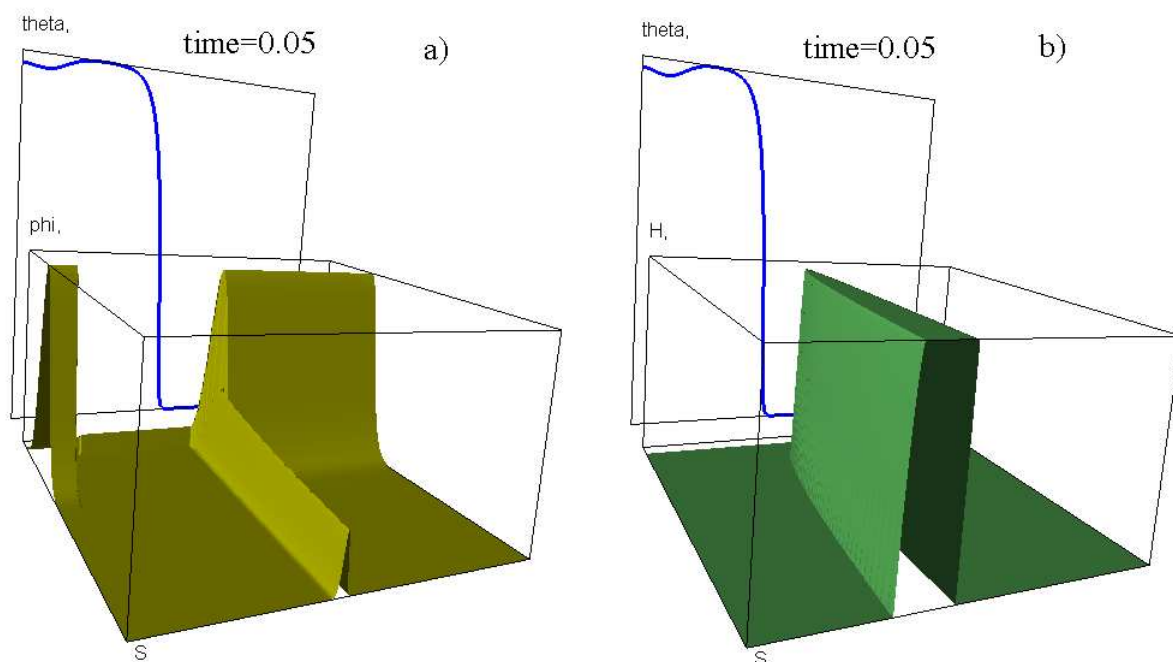 theta,
time=0.05
a)
phi,
S
theta,
time=0.05
b)
H,
S